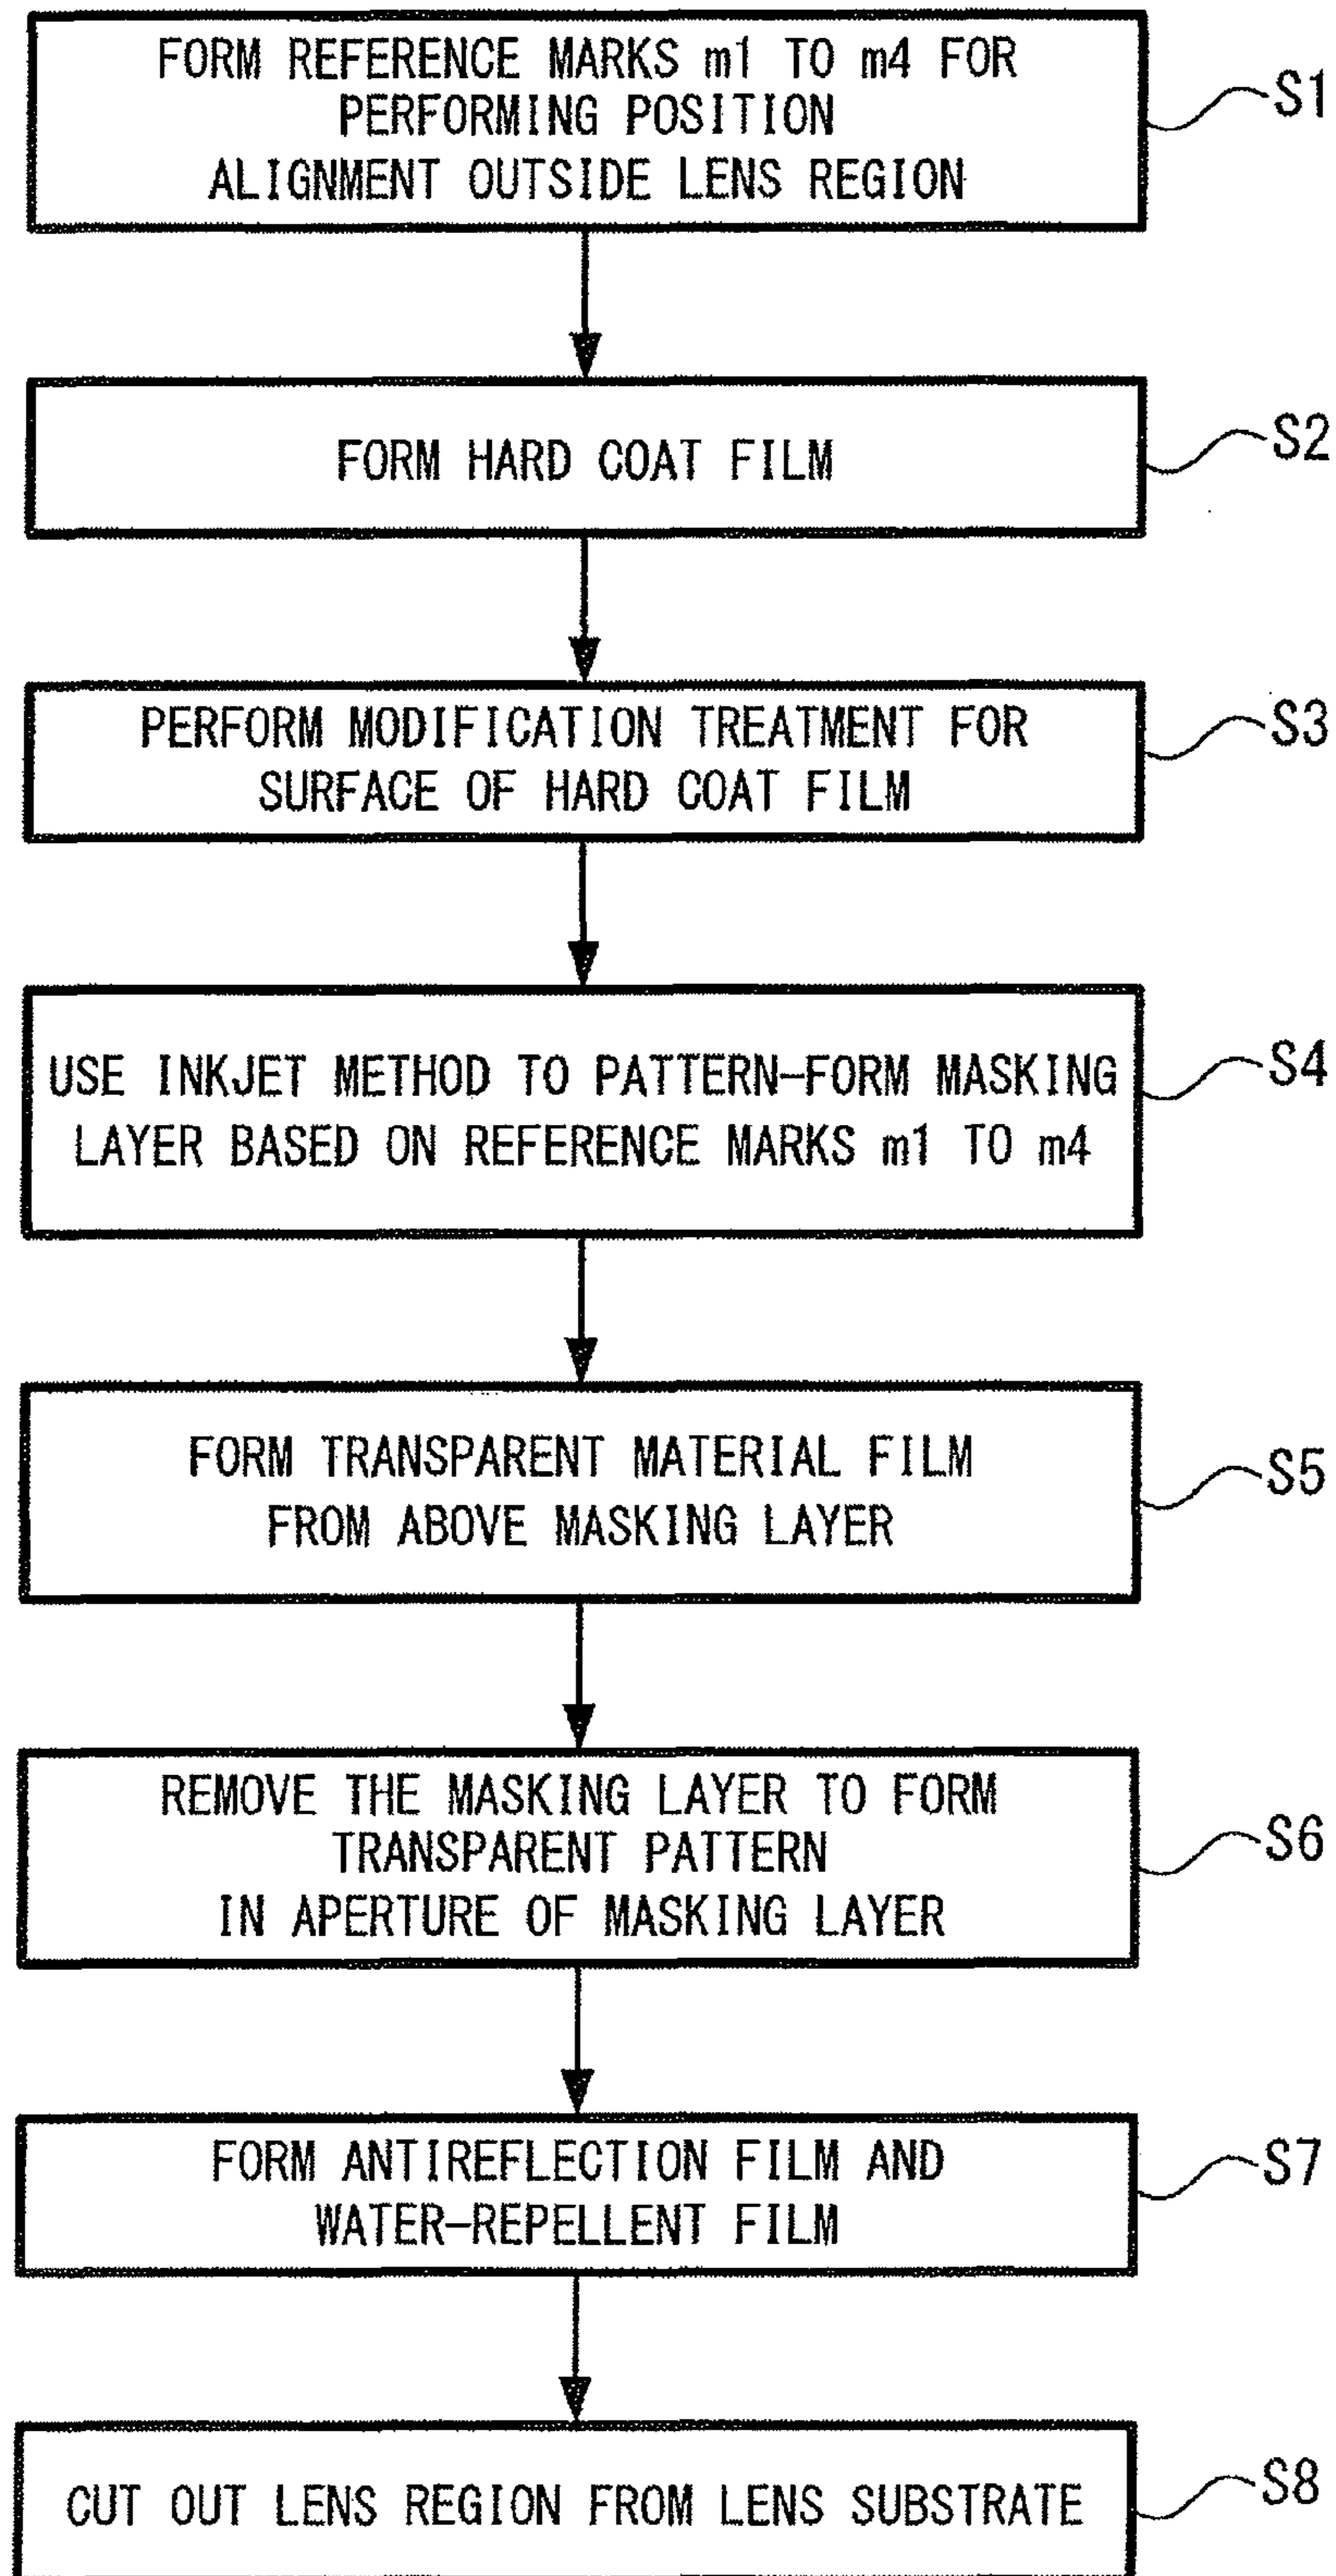 FORM REFERENCE MARKS m1 TO m4 FOR
PERFORMING POSITION
ALIGNMENT OUTSIDE LENS REGION
S1
FORM HARD COAT FILM
S2
PERFORM MODIFICATION TREATMENT FOR
SURFACE OF HARD COAT FILM
S3
USE INKJET METHOD TO PATTERN-FORM MASKING
LAYER BASED ON REFERENCE MARKS m1 TO m4
S4
FORM TRANSPARENT MATERIAL FILM
FROM ABOVE MASKING LAYER
S5
REMOVE THE MASKING LAYER TO FORM
TRANSPARENT PATTERN
IN APERTURE OF MASKING LAYER
S6
FORM ANTIREFLECTION FILM AND
WATER-REPELLENT FILM
S7
CUT OUT LENS REGION FROM LENS SUBSTRATE
S8